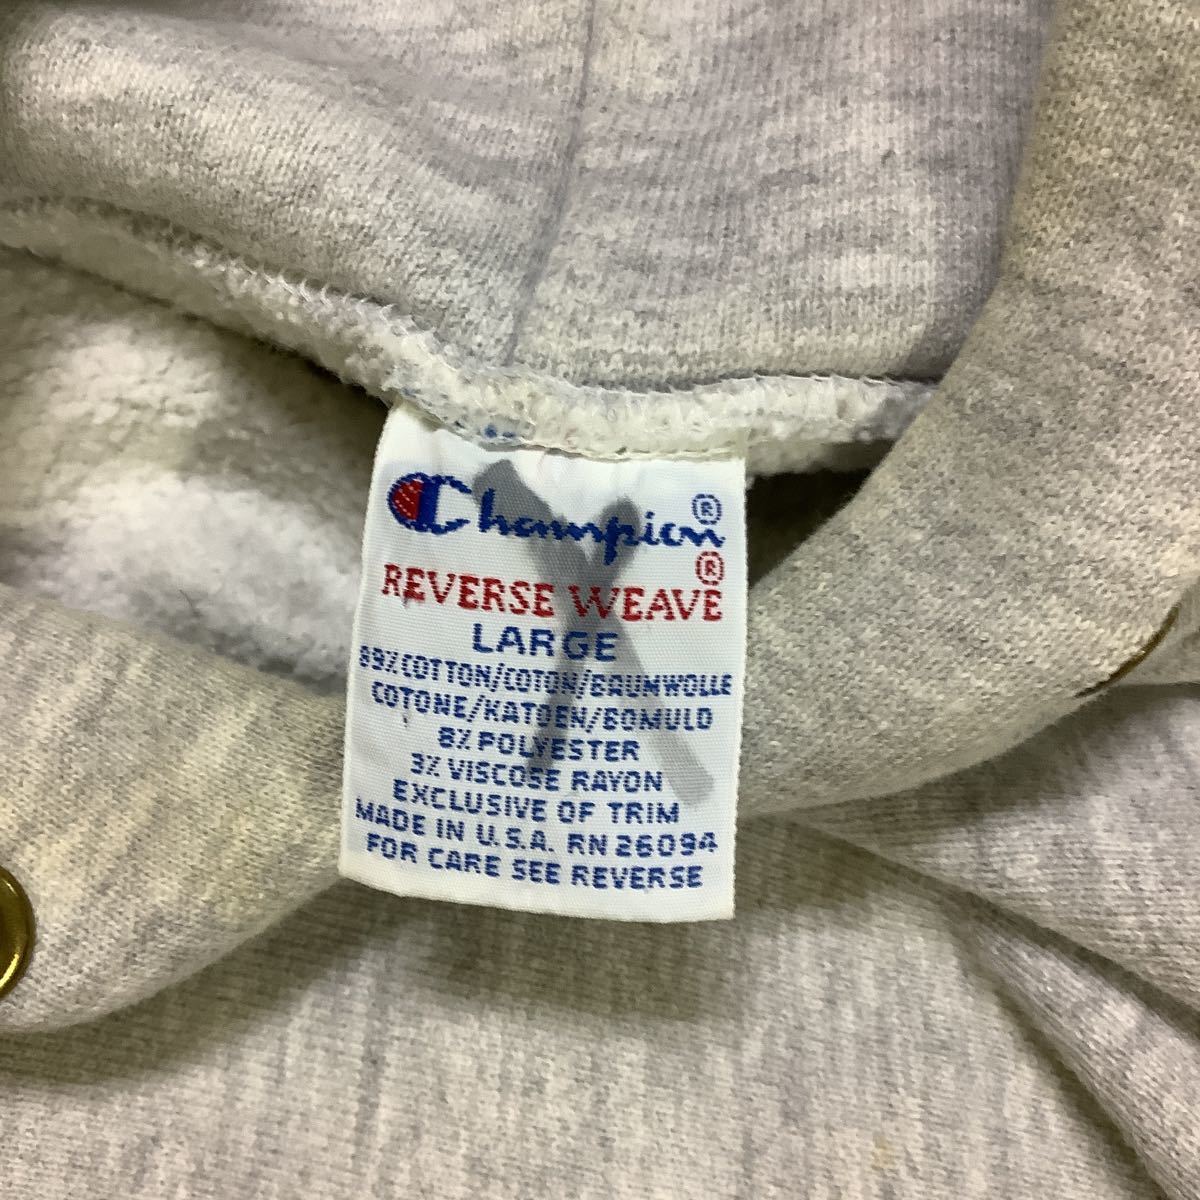 Champion®
REVERSE WEAVE®
LARGE
89% COTTON/COTON/BAUMWOLLE
COTONE/KATOEN/BOMULD
8% POLYESTER
3% VISCOSE RAYON
EXCLUSIVE OF TRIM
MADE IN U.S.A. RN 26094
FOR CARE SEE REVERSE